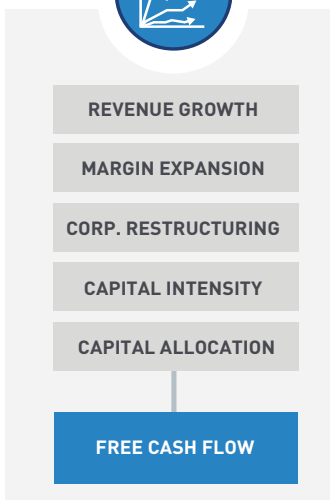 REVENUE GROWTH
MARGIN EXPANSION
CORP. RESTRUCTURING
CAPITAL INTENSITY
CAPITAL ALLOCATION
FREE CASH FLOW